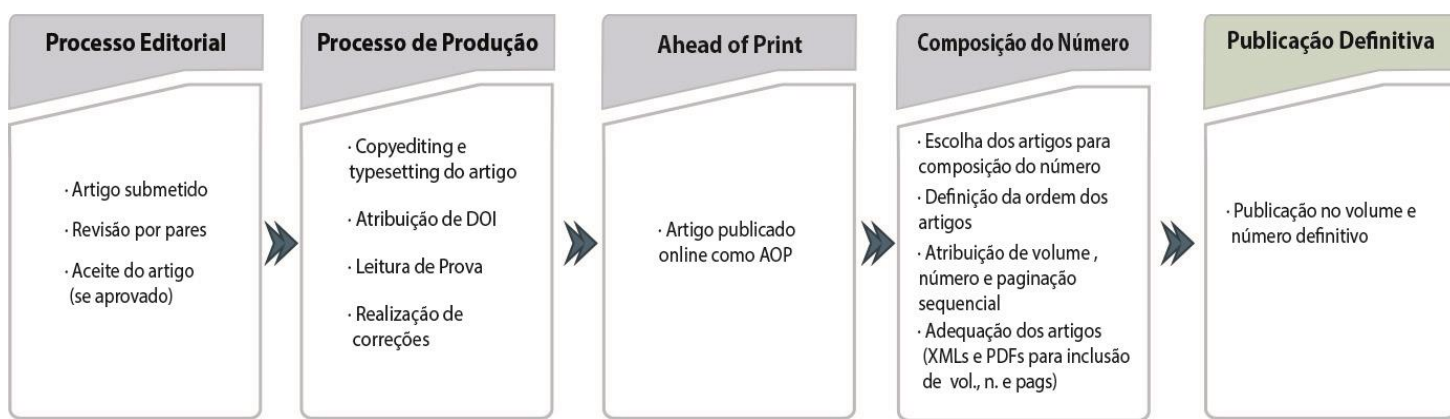 Processo Editorial
· Artigo submetido
· Revisão por pares
· Aceite do artigo
(se aprovado)
Processo de Produção
· Copyediting e
typesetting do artigo
· Atribuição de DOI
· Leitura de Prova
· Realização de
correções
Ahead of Print
· Artigo publicado
online como AOP
Composição do Número
· Escolha dos artigos para
composição do número
· Definição da ordem dos
artigos
· Atribuição de volume ,
número e paginação
sequencial
· Adequação dos artigos
(XMLs e PDFs para inclusão
de vol., n. e pags)
Publicação Definitiva
· Publicação no volume e
número definitivo